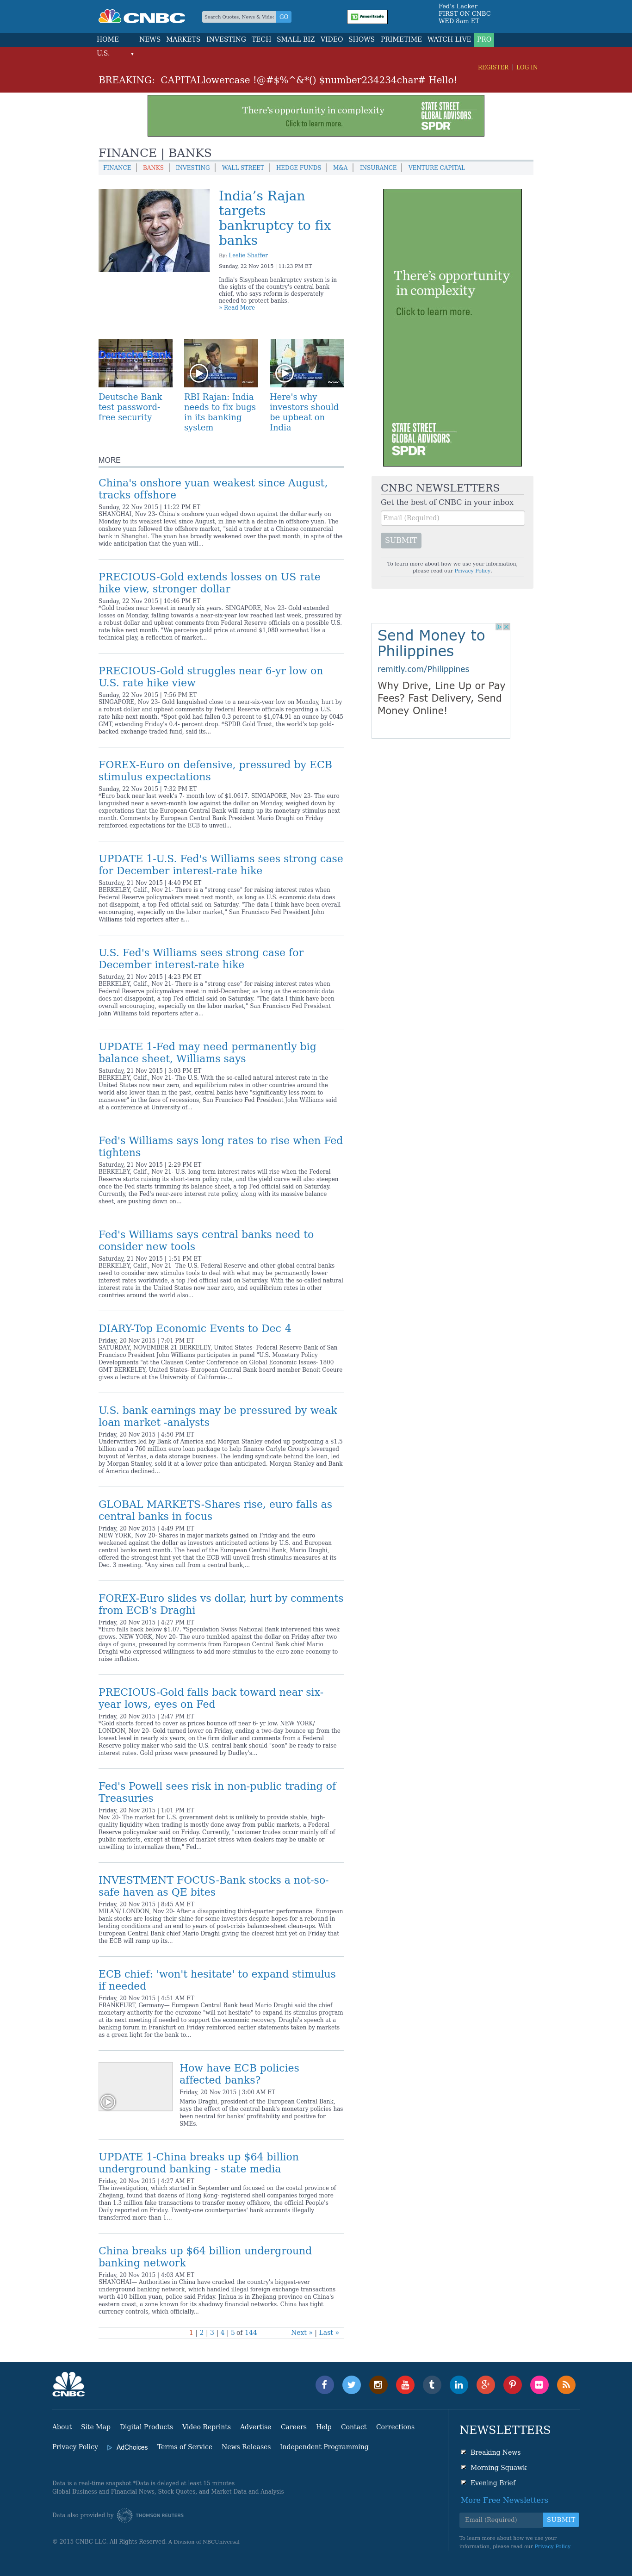 CNBC
Search Quotes, News & Video
GO
Ameritrade
Fed's Lacker
FIRST ON CNBC
WED 8am ET
HOME NEWS MARKETS INVESTING TECH SMALL BIZ VIDEO SHOWS PRIMETIME WATCH LIVE PRO
U.S.
REGISTER | LOG IN
BREAKING: CAPITALlowercase !@#$%^&*() $number234234char# Hello!
There's opportunity in complexity
Click to learn more.
STATE STREET
GLOBAL ADVISORS
SPDR
FINANCE | BANKS
FINANCE | BANKS | INVESTING | WALL STREET | HEDGE FUNDS | M&A | INSURANCE | VENTURE CAPITAL
India’s Rajan
targets
bankruptcy to fix
banks
By: Leslie Shaffer
Sunday, 22 Nov 2015 | 11:23 PM ET
India's Sisyphean bankruptcy system is in
the sights of the country's central bank
chief, who says reform is desperately
needed to protect banks.
» Read More
There's opportunity
in complexity
Click to learn more.
STATE STREET
GLOBAL ADVISORS
SPDR
Deutsche Bank
Deutsche Bank
test password-
free security
RBI Rajan: India
needs to fix bugs
in its banking
system
Here's why
investors should
be upbeat on
India
MORE
China's onshore yuan weakest since August,
tracks offshore
Sunday, 22 Nov 2015 | 11:22 PM ET
SHANGHAI, Nov 23- China's onshore yuan edged down against the dollar early on
Monday to its weakest level since August, in line with a decline in offshore yuan. The
onshore yuan followed the offshore market, "said a trader at a Chinese commercial
bank in Shanghai. The yuan has broadly weakened over the past month, in spite of the
wide anticipation that the yuan will...
PRECIOUS-Gold extends losses on US rate
hike view, stronger dollar
Sunday, 22 Nov 2015 | 10:46 PM ET
*Gold trades near lowest in nearly six years. SINGAPORE, Nov 23- Gold extended
losses on Monday, falling towards a near-six-year low reached last week, pressured by
a robust dollar and upbeat comments from Federal Reserve officials on a possible U.S.
rate hike next month. "We perceive gold price at around $1,080 somewhat like a
technical play, a reflection of market...
PRECIOUS-Gold struggles near 6-yr low on
U.S. rate hike view
Sunday, 22 Nov 2015 | 7:56 PM ET
SINGAPORE, Nov 23- Gold languished close to a near-six-year low on Monday, hurt by
a robust dollar and upbeat comments by Federal Reserve officials regarding a U.S.
rate hike next month. *Spot gold had fallen 0.3 percent to $1,074.91 an ounce by 0045
GMT, extending Friday's 0.4- percent drop. *SPDR Gold Trust, the world's top gold-
backed exchange-traded fund, said its...
FOREX-Euro on defensive, pressured by ECB
stimulus expectations
Sunday, 22 Nov 2015 | 7:32 PM ET
*Euro back near last week's 7- month low of $1.0617. SINGAPORE, Nov 23- The euro
languished near a seven-month low against the dollar on Monday, weighed down by
expectations that the European Central Bank will ramp up its monetary stimulus next
month. Comments by European Central Bank President Mario Draghi on Friday
reinforced expectations for the ECB to unveil...
UPDATE 1-U.S. Fed's Williams sees strong case
for December interest-rate hike
Saturday, 21 Nov 2015 | 4:40 PM ET
BERKELEY, Calif., Nov 21- There is a "strong case" for raising interest rates when
Federal Reserve policymakers meet next month, as long as U.S. economic data does
not disappoint, a top Fed official said on Saturday. "The data I think have been overall
encouraging, especially on the labor market," San Francisco Fed President John
Williams told reporters after a...
U.S. Fed's Williams sees strong case for
December interest-rate hike
Saturday, 21 Nov 2015 | 4:23 PM ET
BERKELEY, Calif., Nov 21- There is a "strong case" for raising interest rates when
Federal Reserve policymakers meet in mid-December, as long as the economic data
does not disappoint, a top Fed official said on Saturday. "The data I think have been
overall encouraging, especially on the labor market," San Francisco Fed President
John Williams told reporters after a...
UPDATE 1-Fed may need permanently big
balance sheet, Williams says
Saturday, 21 Nov 2015 | 3:03 PM ET
BERKELEY, Calif., Nov 21- The U.S. With the so-called natural interest rate in the
United States now near zero, and equilibrium rates in other countries around the
world also lower than in the past, central banks have "significantly less room to
maneuver" in the face of recessions, San Francisco Fed President John Williams said
at a conference at University of...
Fed's Williams says long rates to rise when Fed
tightens
Saturday, 21 Nov 2015 | 2:29 PM ET
BERKELEY, Calif., Nov 21- U.S. long-term interest rates will rise when the Federal
Reserve starts raising its short-term policy rate, and the yield curve will also steepen
once the Fed starts trimming its balance sheet, a top Fed official said on Saturday.
Currently, the Fed's near-zero interest rate policy, along with its massive balance
sheet, are pushing down on...
Fed's Williams says central banks need to
consider new tools
Saturday, 21 Nov 2015 | 1:51 PM ET
BERKELEY, Calif., Nov 21- The U.S. Federal Reserve and other global central banks
need to consider new stimulus tools to deal with what may be permanently lower
interest rates worldwide, a top Fed official said on Saturday. With the so-called natural
interest rate in the United States now near zero, and equilibrium rates in other
countries around the world also...
DIARY-Top Economic Events to Dec 4
Friday, 20 Nov 2015 | 7:01 PM ET
SATURDAY, NOVEMBER 21 BERKELEY, United States- Federal Reserve Bank of San
Francisco President John Williams participates in panel "U.S. Monetary Policy
Developments "at the Clausen Center Conference on Global Economic Issues- 1800
GMT BERKELEY, United States- European Central Bank board member Benoit Coeure
gives a lecture at the University of California-...
U.S. bank earnings may be pressured by weak
loan market -analysts
Friday, 20 Nov 2015 | 4:50 PM ET
Underwriters led by Bank of America and Morgan Stanley ended up postponing a $1.5
billion and a 760 million euro loan package to help finance Carlyle Group's leveraged
buyout of Veritas, a data storage business. The lending syndicate behind the loan, led
by Morgan Stanley, sold it at a lower price than anticipated. Morgan Stanley and Bank
of America declined...
GLOBAL MARKETS-Shares rise, euro falls as
central banks in focus
Friday, 20 Nov 2015 | 4:49 PM ET
NEW YORK, Nov 20- Shares in major markets gained on Friday and the euro
weakened against the dollar as investors anticipated actions by U.S. and European
central banks next month. The head of the European Central Bank, Mario Draghi,
offered the strongest hint yet that the ECB will unveil fresh stimulus measures at its
Dec. 3 meeting. "Any siren call from a central bank,...
FOREX-Euro slides vs dollar, hurt by comments
from ECB's Draghi
Friday, 20 Nov 2015 | 4:27 PM ET
*Euro falls back below $1.07. *Speculation Swiss National Bank intervened this week
grows. NEW YORK, Nov 20- The euro tumbled against the dollar on Friday after two
days of gains, pressured by comments from European Central Bank chief Mario
Draghi who expressed willingness to add more stimulus to the euro zone economy to
raise inflation.
PRECIOUS-Gold falls back toward near six-
year lows, eyes on Fed
Friday, 20 Nov 2015 | 2:47 PM ET
*Gold shorts forced to cover as prices bounce off near 6- yr low. NEW YORK/
LONDON, Nov 20- Gold turned lower on Friday, ending a two-day bounce up from the
lowest level in nearly six years, on the firm dollar and comments from a Federal
Reserve policy maker who said the U.S. central bank should "soon" be ready to raise
interest rates. Gold prices were pressured by Dudley's...
Fed's Powell sees risk in non-public trading of
Treasuries
Friday, 20 Nov 2015 | 1:01 PM ET
Nov 20- The market for U.S. government debt is unlikely to provide stable, high-
quality liquidity when trading is mostly done away from public markets, a Federal
Reserve policymaker said on Friday. Currently, "customer trades occur mainly off of
public markets, except at times of market stress when dealers may be unable or
unwilling to internalize them," Fed...
INVESTMENT FOCUS-Bank stocks a not-so-
safe haven as QE bites
Friday, 20 Nov 2015 | 8:45 AM ET
MILAN/ LONDON, Nov 20- After a disappointing third-quarter performance, European
bank stocks are losing their shine for some investors despite hopes for a rebound in
lending conditions and an end to years of post-crisis balance-sheet clean-ups. With
European Central Bank chief Mario Draghi giving the clearest hint yet on Friday that
the ECB will ramp up its...
ECB chief: 'won't hesitate' to expand stimulus
if needed
Friday, 20 Nov 2015 | 4:51 AM ET
FRANKFURT, Germany— European Central Bank head Mario Draghi said the chief
monetary authority for the eurozone "will not hesitate" to expand its stimulus program
at its next meeting if needed to support the economic recovery. Draghi's speech at a
banking forum in Frankfurt on Friday reinforced earlier statements taken by markets
as a green light for the bank to...
How have ECB policies
affected banks?
Friday, 20 Nov 2015 | 3:00 AM ET
Mario Draghi, president of the European Central Bank,
says the effect of the central bank's monetary policies has
been neutral for banks' profitability and positive for
SMEs.
UPDATE 1-China breaks up $64 billion
underground banking - state media
Friday, 20 Nov 2015 | 4:27 AM ET
The investigation, which started in September and focused on the costal province of
Zhejiang, found that dozens of Hong Kong- registered shell companies forged more
than 1.3 million fake transactions to transfer money offshore, the official People's
Daily reported on Friday. Twenty-one counterparties' bank accounts illegally
transferred more than 1...
China breaks up $64 billion underground
banking network
Friday, 20 Nov 2015 | 4:03 AM ET
SHANGHAI— Authorities in China have cracked the country's biggest-ever
underground banking network, which handled illegal foreign exchange transactions
worth 410 billion yuan, police said Friday. Jinhua is in Zhejiang province on China's
eastern coast, a zone known for its shadowy financial networks. China has tight
currency controls, which officially...
1 | 2 | 3 | 4 | 5 of 144 Next » | Last »
CNBC NEWSLETTERS
Get the best of CNBC in your inbox
Email (Required)
SUBMIT
To learn more about how we use your information,
please read our Privacy Policy.
Send Money to
Philippines
remitly.com/Philippines
Why Drive, Line Up or Pay
Fees? Fast Delivery, Send
Money Online!
CNBC
About Site Map Digital Products Video Reprints Advertise Careers Help Contact Corrections
Privacy Policy AdChoices Terms of Service News Releases Independent Programming
Data is a real-time snapshot *Data is delayed at least 15 minutes
Global Business and Financial News, Stock Quotes, and Market Data and Analysis
Data also provided by THOMSON REUTERS
© 2015 CNBC LLC. All Rights Reserved. A Division of NBCUniversal
NEWSLETTERS
Breaking News
Morning Squawk
Evening Brief
More Free Newsletters
Email (Required)
SUBMIT
To learn more about how we use your
information, please read our Privacy Policy